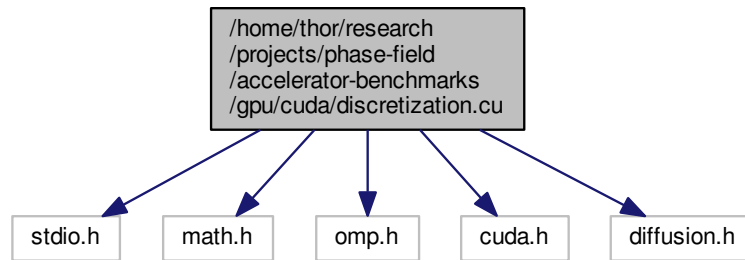 /home/thor/research
/projects/phase-field
/accelerator-benchmarks
/gpu/cuda/discretization.cu
stdio.h
math.h
omp.h
cuda.h
diffusion.h